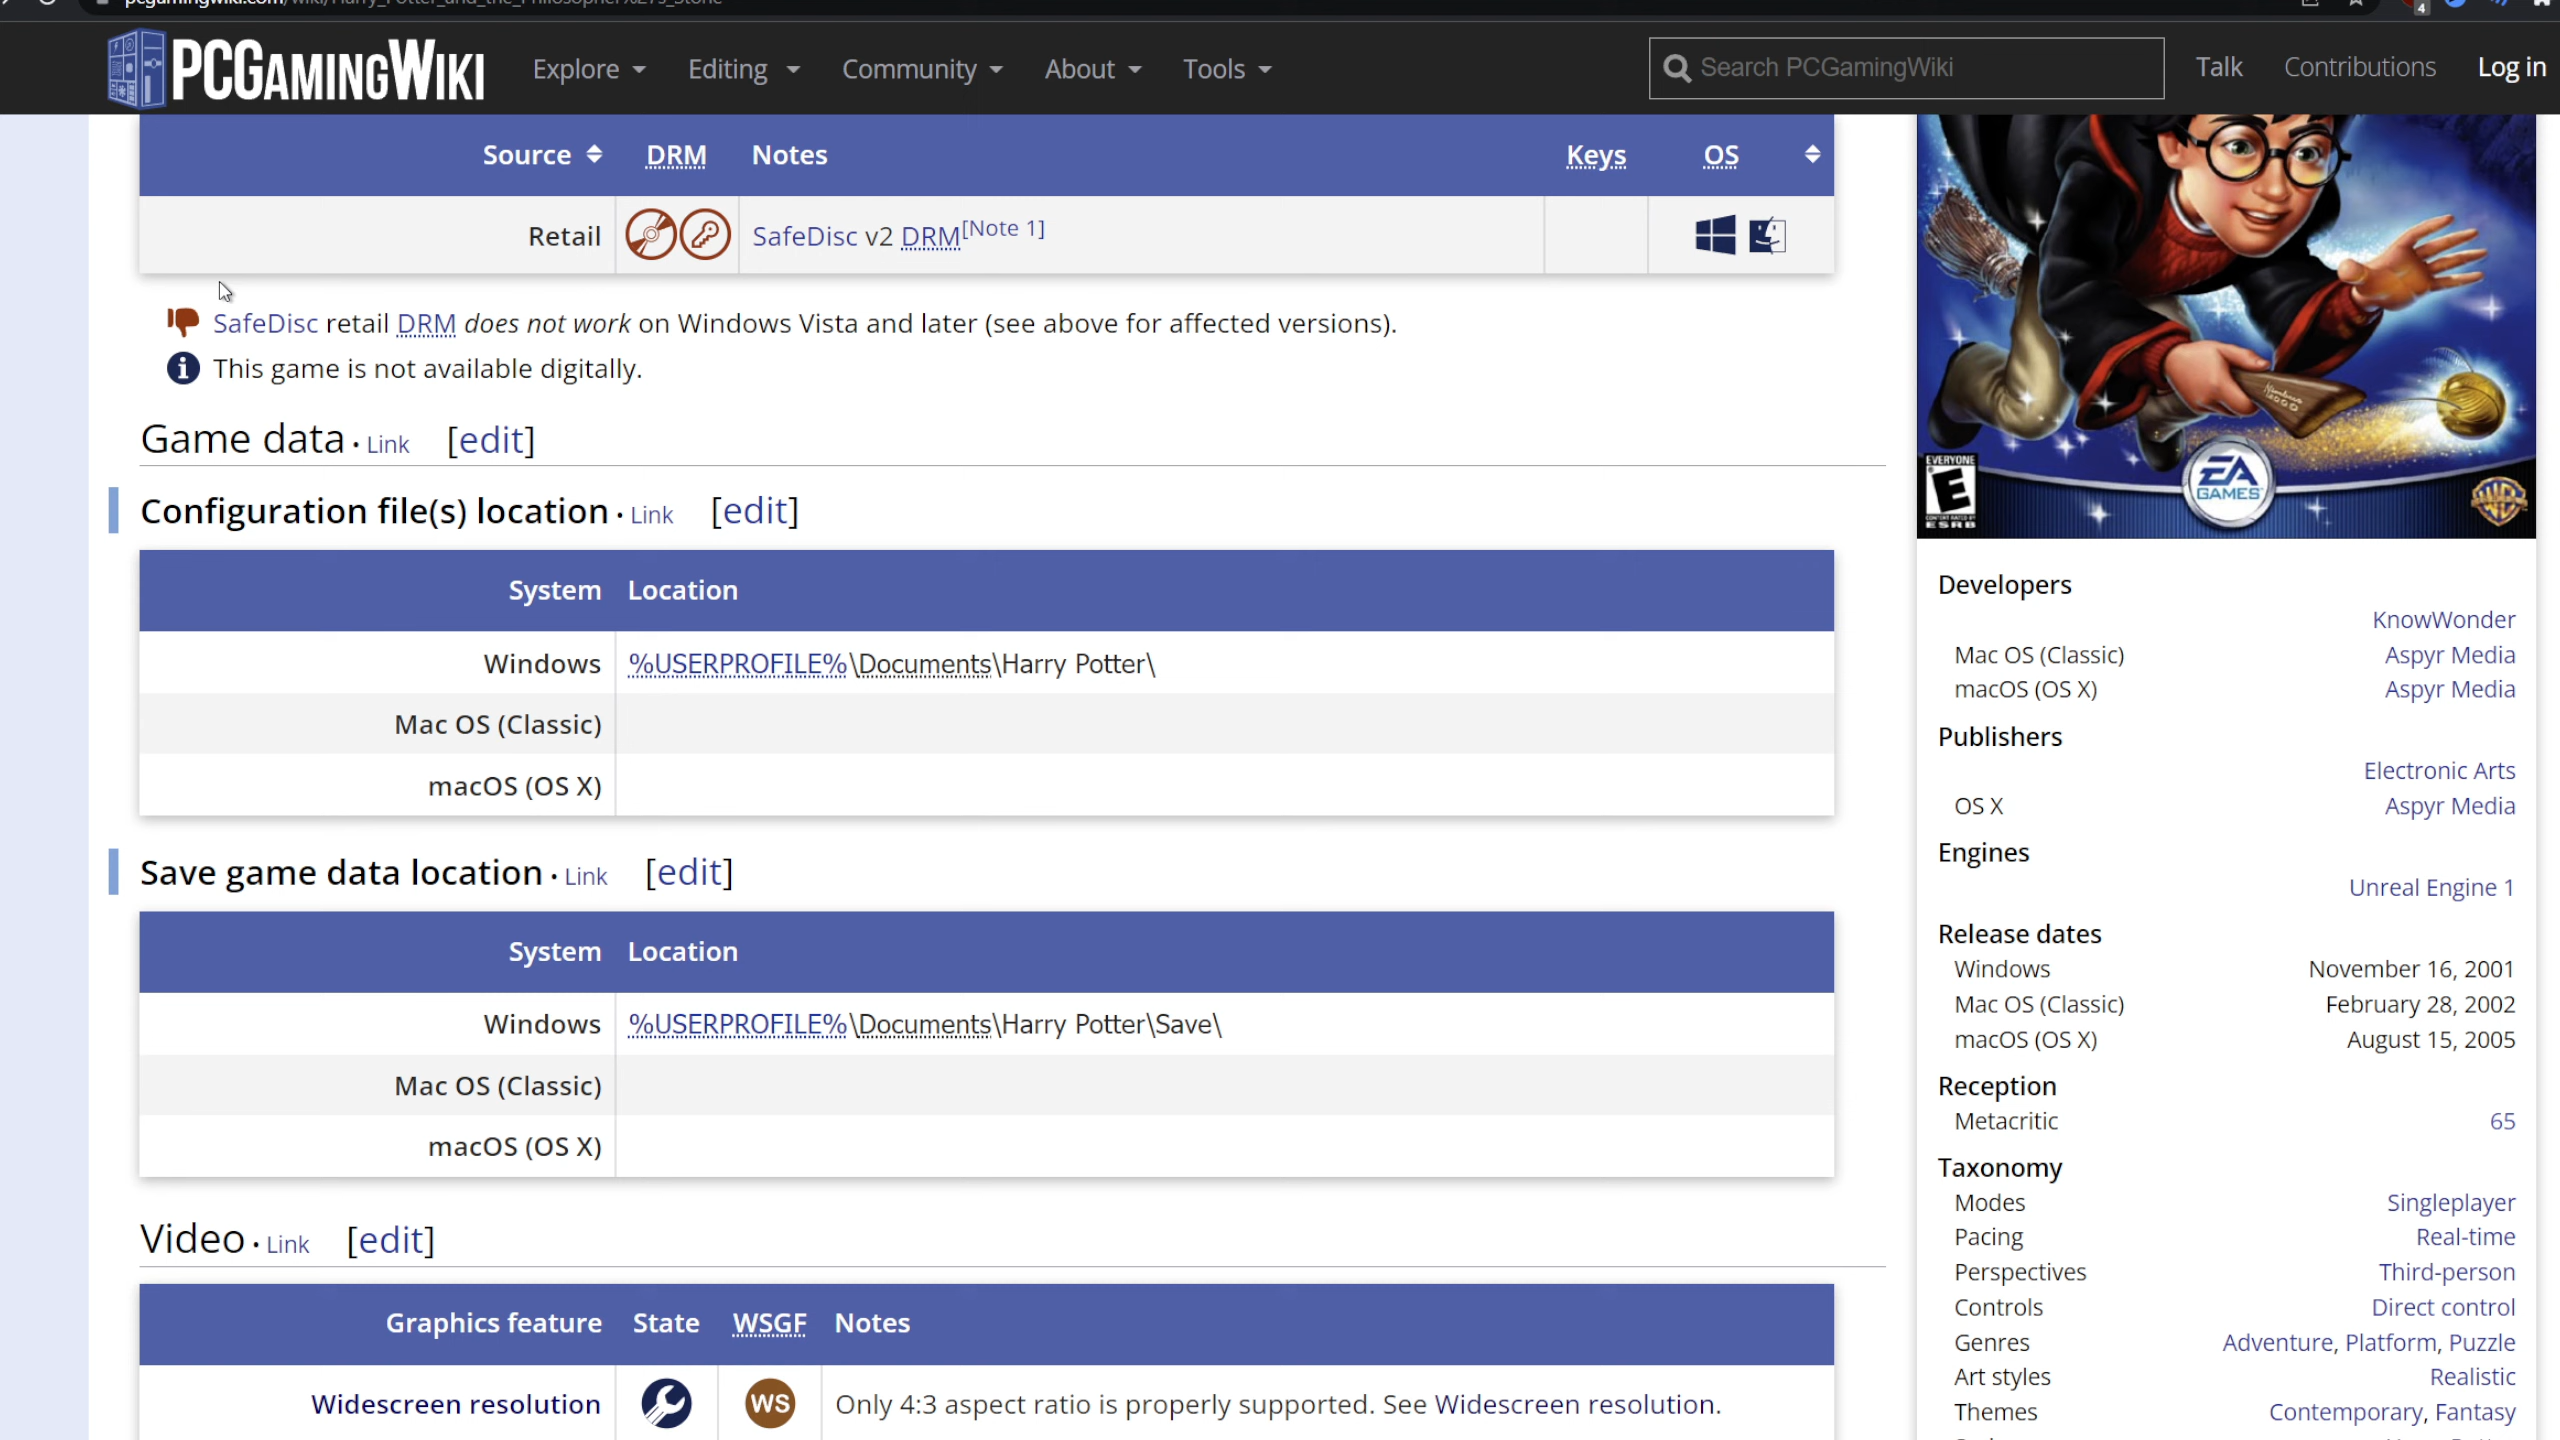 PCGAMINGWIKI
Explore
Editing
Community
About
Tools
Search PCGamingWiki
Talk
Contributions
Log in
4
Source DRM Notes Keys OS
Retail SafeDisc v2 DRM[Note 1]
SafeDisc retail DRM does not work on Windows Vista and later (see above for affected versions).
This game is not available digitally.
Game data · Link [edit]
Configuration file(s) location · Link [edit]
System Location
Windows %USERPROFILE%\Documents\Harry Potter\
Mac OS (Classic)
macOS (OS X)
Save game data location · Link [edit]
System Location
Windows %USERPROFILE%\Documents\Harry Potter\Save\
Mac OS (Classic)
macOS (OS X)
Video · Link [edit]
Graphics feature State WSGF Notes
Widescreen resolution WS Only 4:3 aspect ratio is properly supported. See Widescreen resolution.
EVERYONE
E
ESRB
EA
GAMES
WB
Developers
KnowWonder
Mac OS (Classic) Aspyr Media
macOS (OS X) Aspyr Media
Publishers
Electronic Arts
OS X Aspyr Media
Engines
Unreal Engine 1
Release dates
Windows November 16, 2001
Mac OS (Classic) February 28, 2002
macOS (OS X) August 15, 2005
Reception
Metacritic 65
Taxonomy
Modes Singleplayer
Pacing Real-time
Perspectives Third-person
Controls Direct control
Genres Adventure, Platform, Puzzle
Art styles Realistic
Themes Contemporary, Fantasy